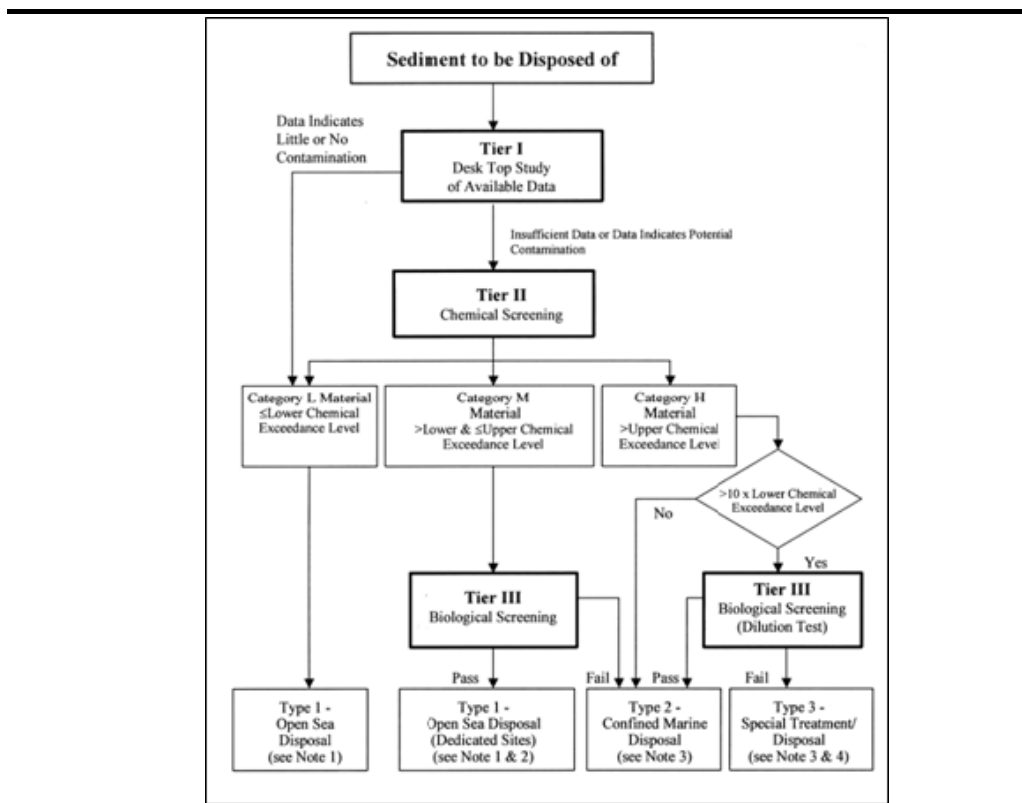 Sediment to be Disposed of
Data Indicates
Little or No
Contamination
Tier I
Desk Top Study
of Available Data
Insufficient Data or Data Indicates Potential
Contamination
Tier II
Chemical Screening
Category L Material
≤Lower Chemical
Exceedance Level
Category M
Material
>Lower & ≤Upper Chemical
Exceedance Level
Category H
Material
>Upper Chemical
Exceedance Level
>10 x Lower Chemical
Exceedance Level
No
Yes
Tier III
Biological Screening
Tier III
Biological Screening
(Dilution Test)
Pass
Fail
Pass
Fail
Type 1 -
Open Sea
Disposal
(see Note 1)
Type 1 -
Open Sea Disposal
(Dedicated Sites)
(see Note 1 & 2)
Type 2 -
Confined Marine
Disposal
(see Note 3)
Type 3 -
Special Treatment/
Disposal
(see Note 3 & 4)